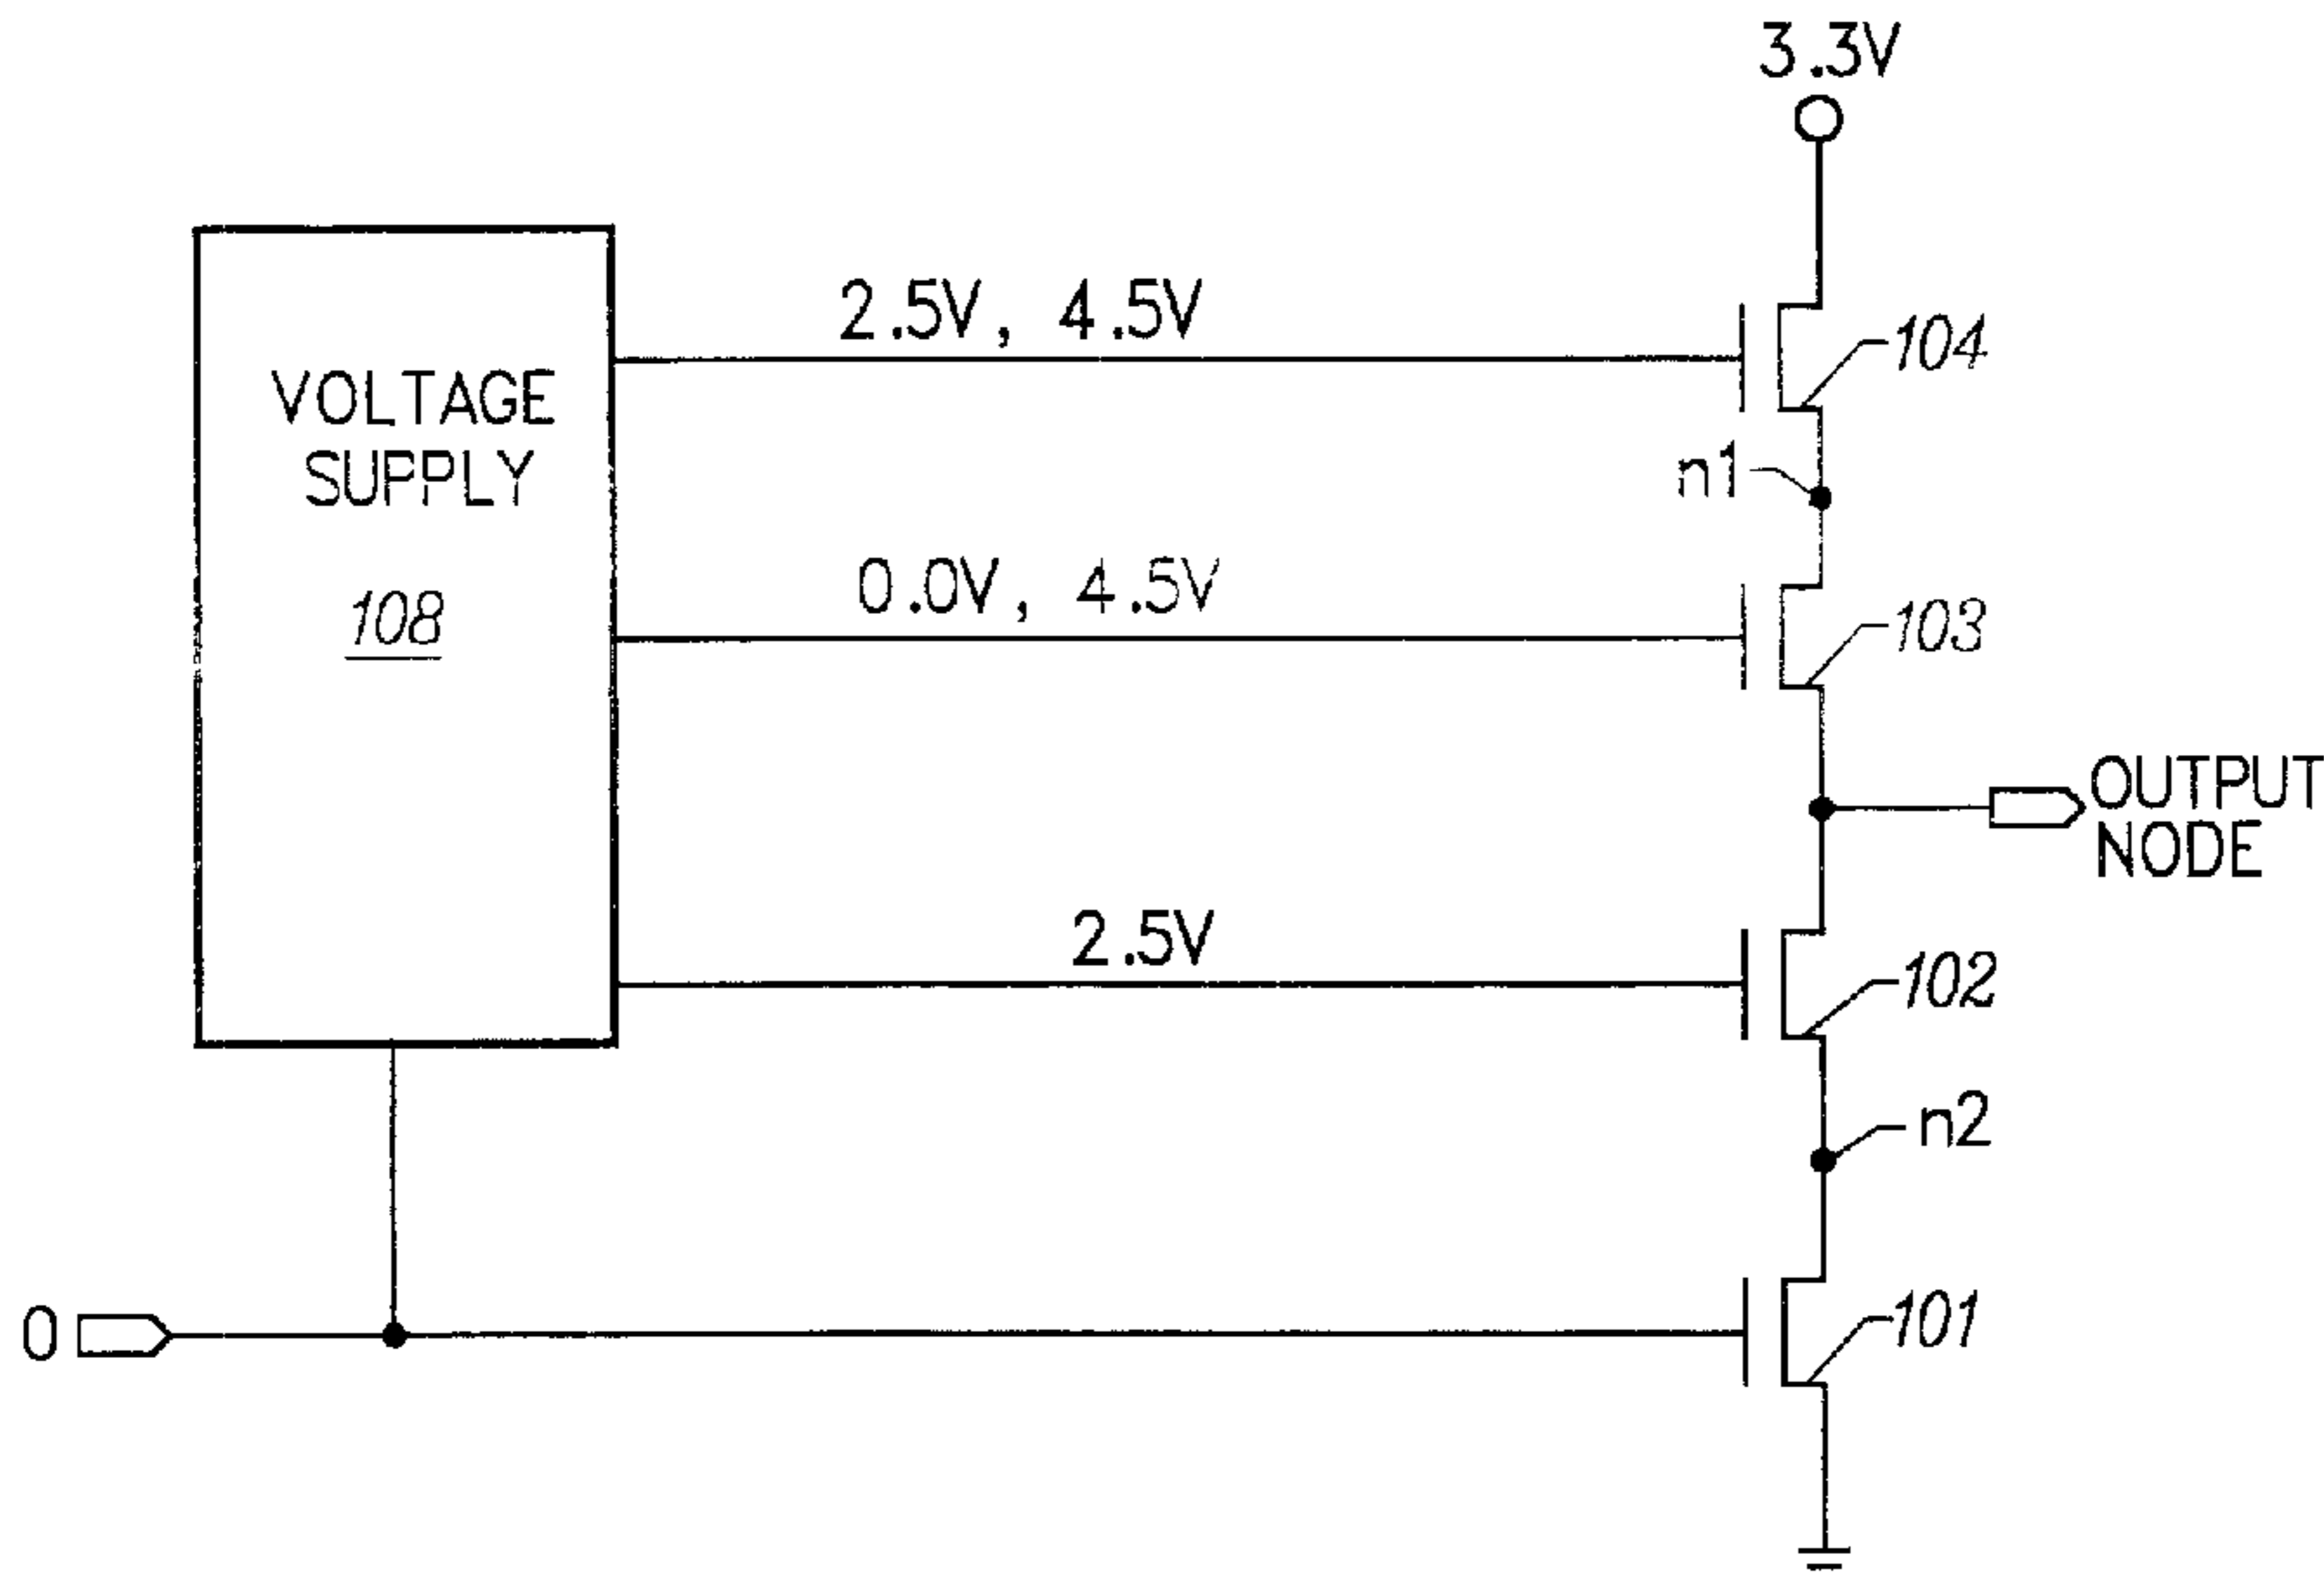 3.3V
2.5V, 4.5V
104
VOLTAGE
SUPPLY
n1
0.0V, 4.5V
108
103
OUTPUT
NODE
2.5V
102
n2
101
O